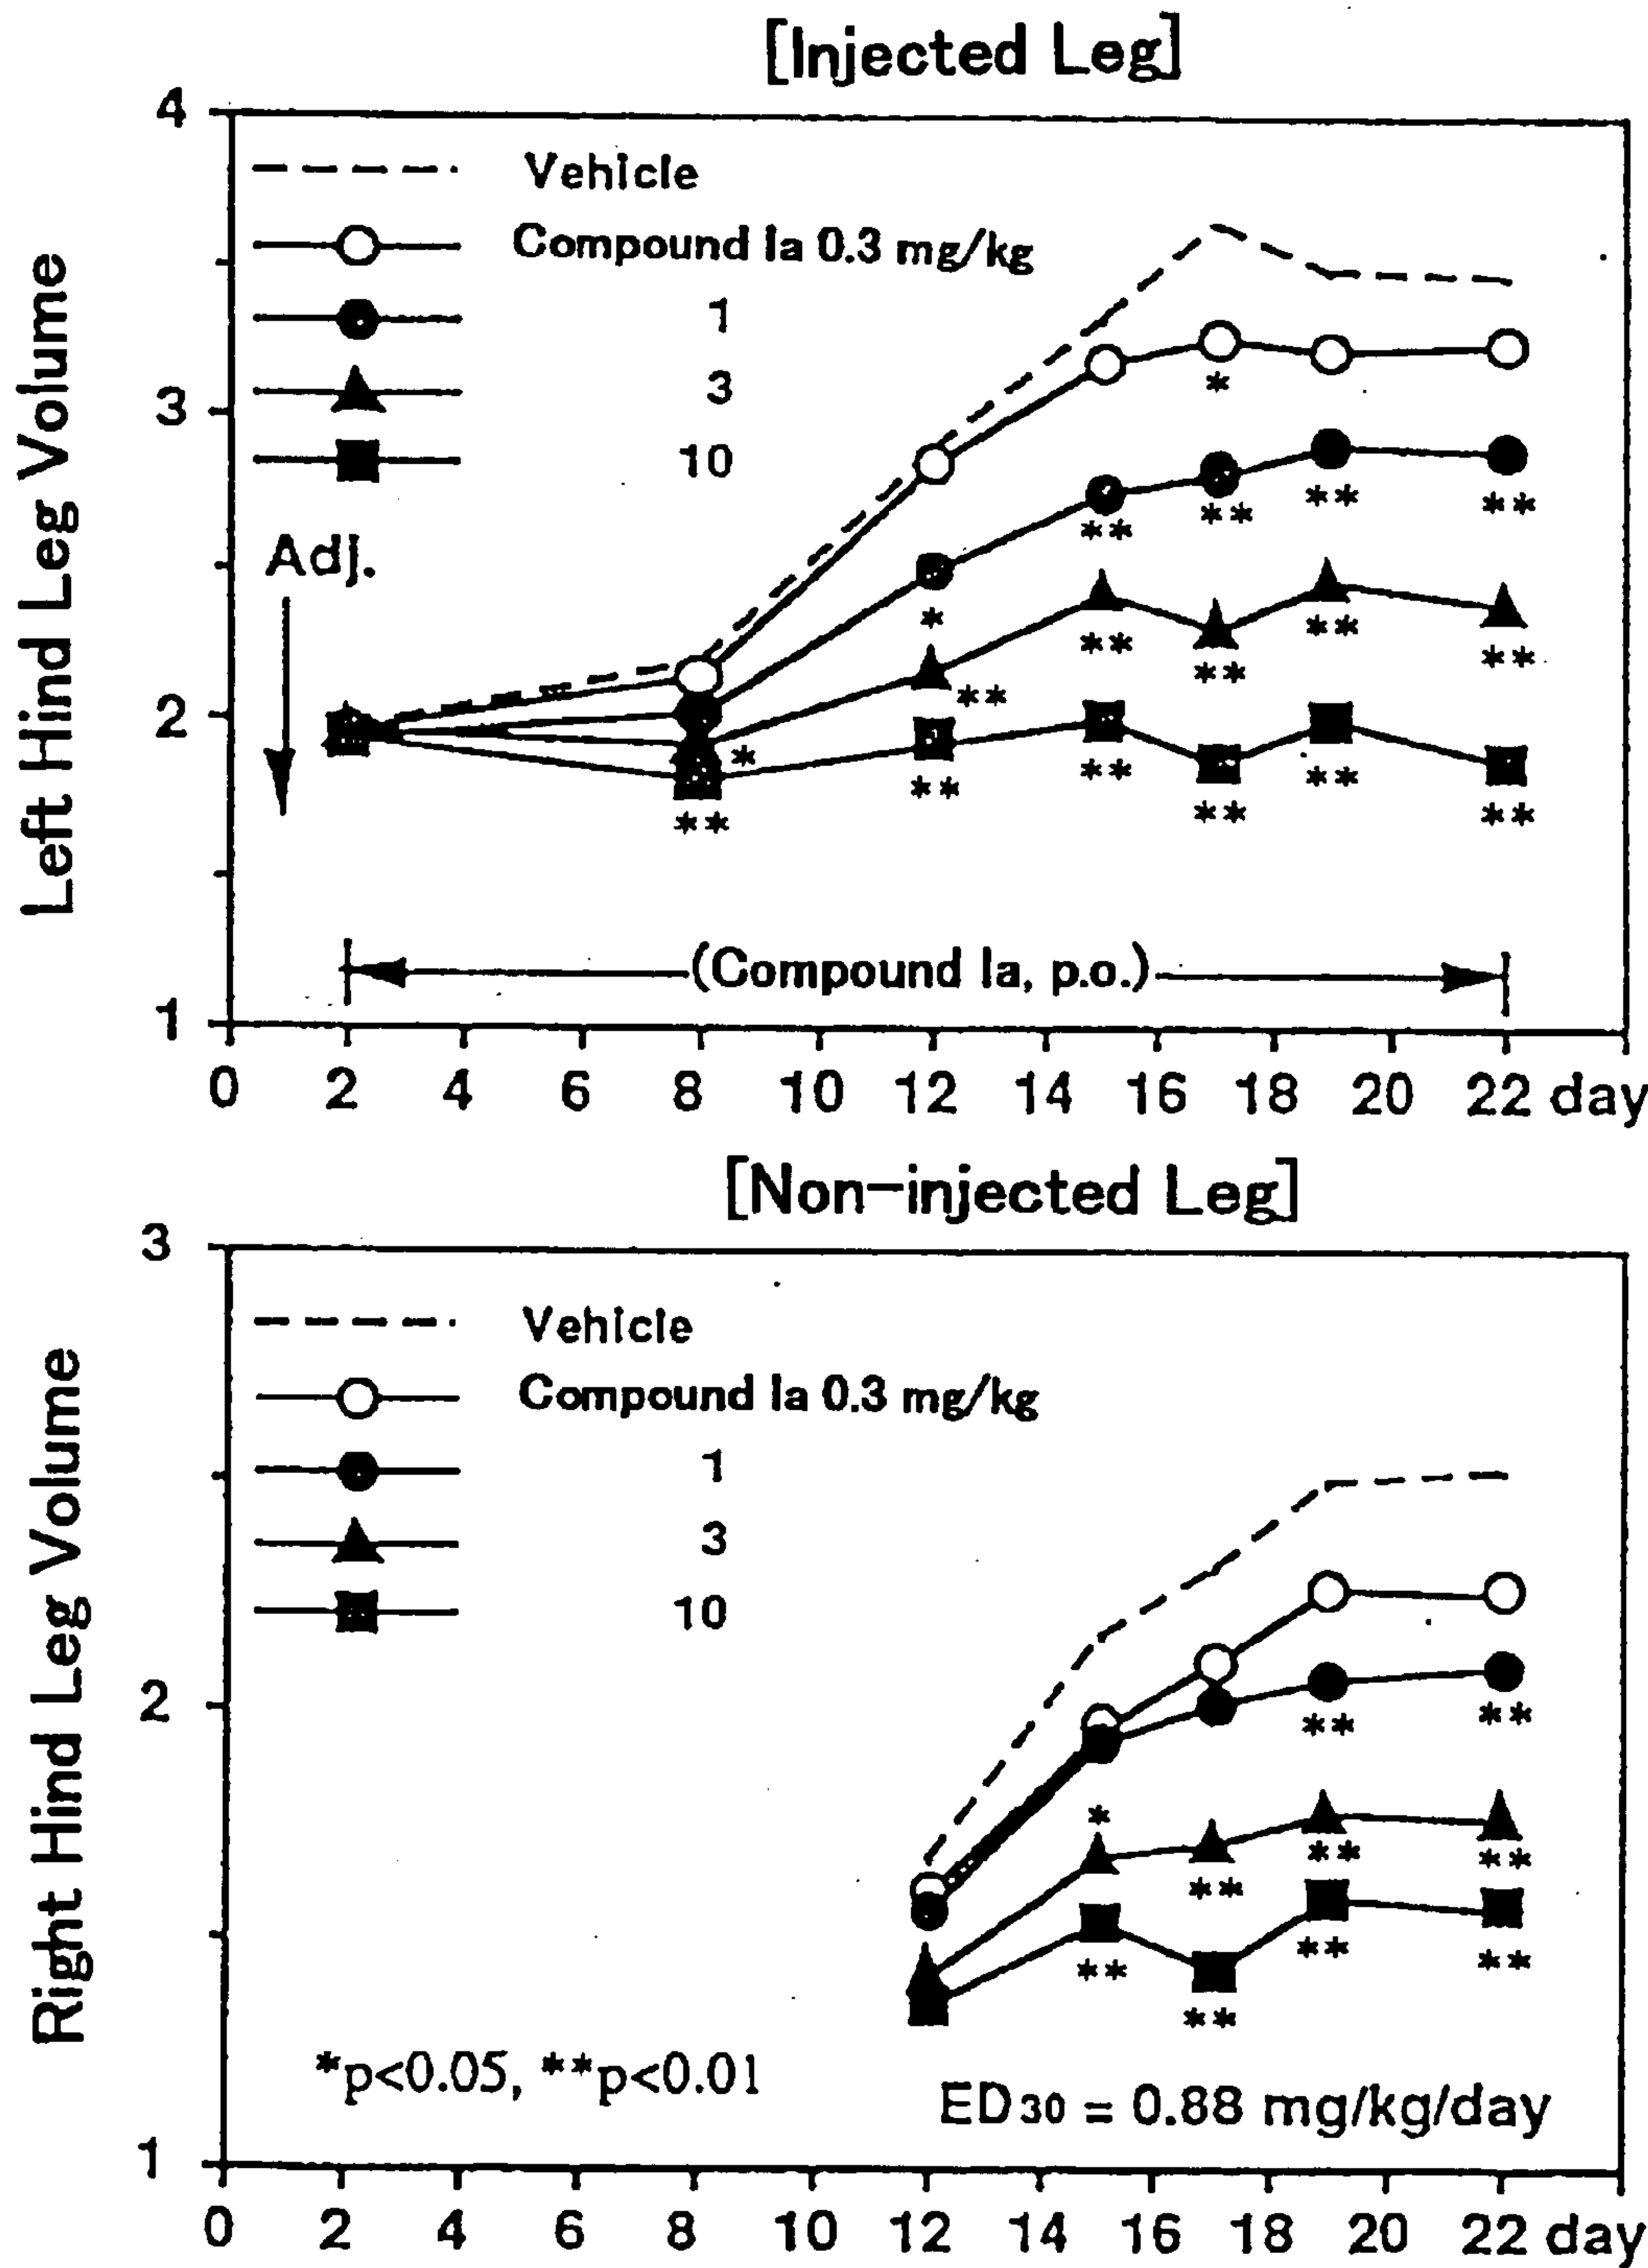 [Injected Leg]
4
Vehicle
Compound Ia 0.3 mg/kg
1
3
3
10
Adj.
Left Hind Leg Volume
2
** ** ** ** * ** ** ** ** * ** ** ** ** * ** ** ** ** **
(Compound Ia, p.o.)
1
0 2 4 6 8 10 12 14 16 18 20 22 day
[Non-injected Leg]
3
Vehicle
Compound Ia 0.3 mg/kg
1
3
10
Right Hind Leg Volume
2
** ** * ** ** ** ** ** ** ** **
*p<0.05, **p<0.01
ED30 = 0.88 mg/kg/day
1
0 2 4 6 8 10 12 14 16 18 20 22 day